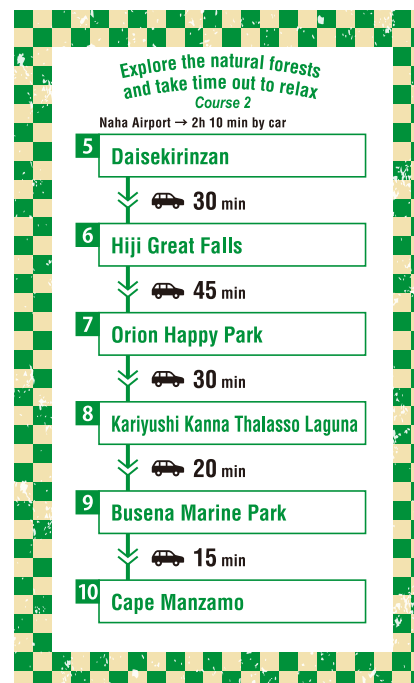 Explore the natural forests
and take time out to relax
Course 2
Naha Airport → 2h 10 min by car
5
Daisekirinzan
30 min
6
Hiji Great Falls
45 min
7
Orion Happy Park
30 min
8
Kariyushi Kanna Thalasso Laguna
20 min
9
Busena Marine Park
15 min
10
Cape Manzamo